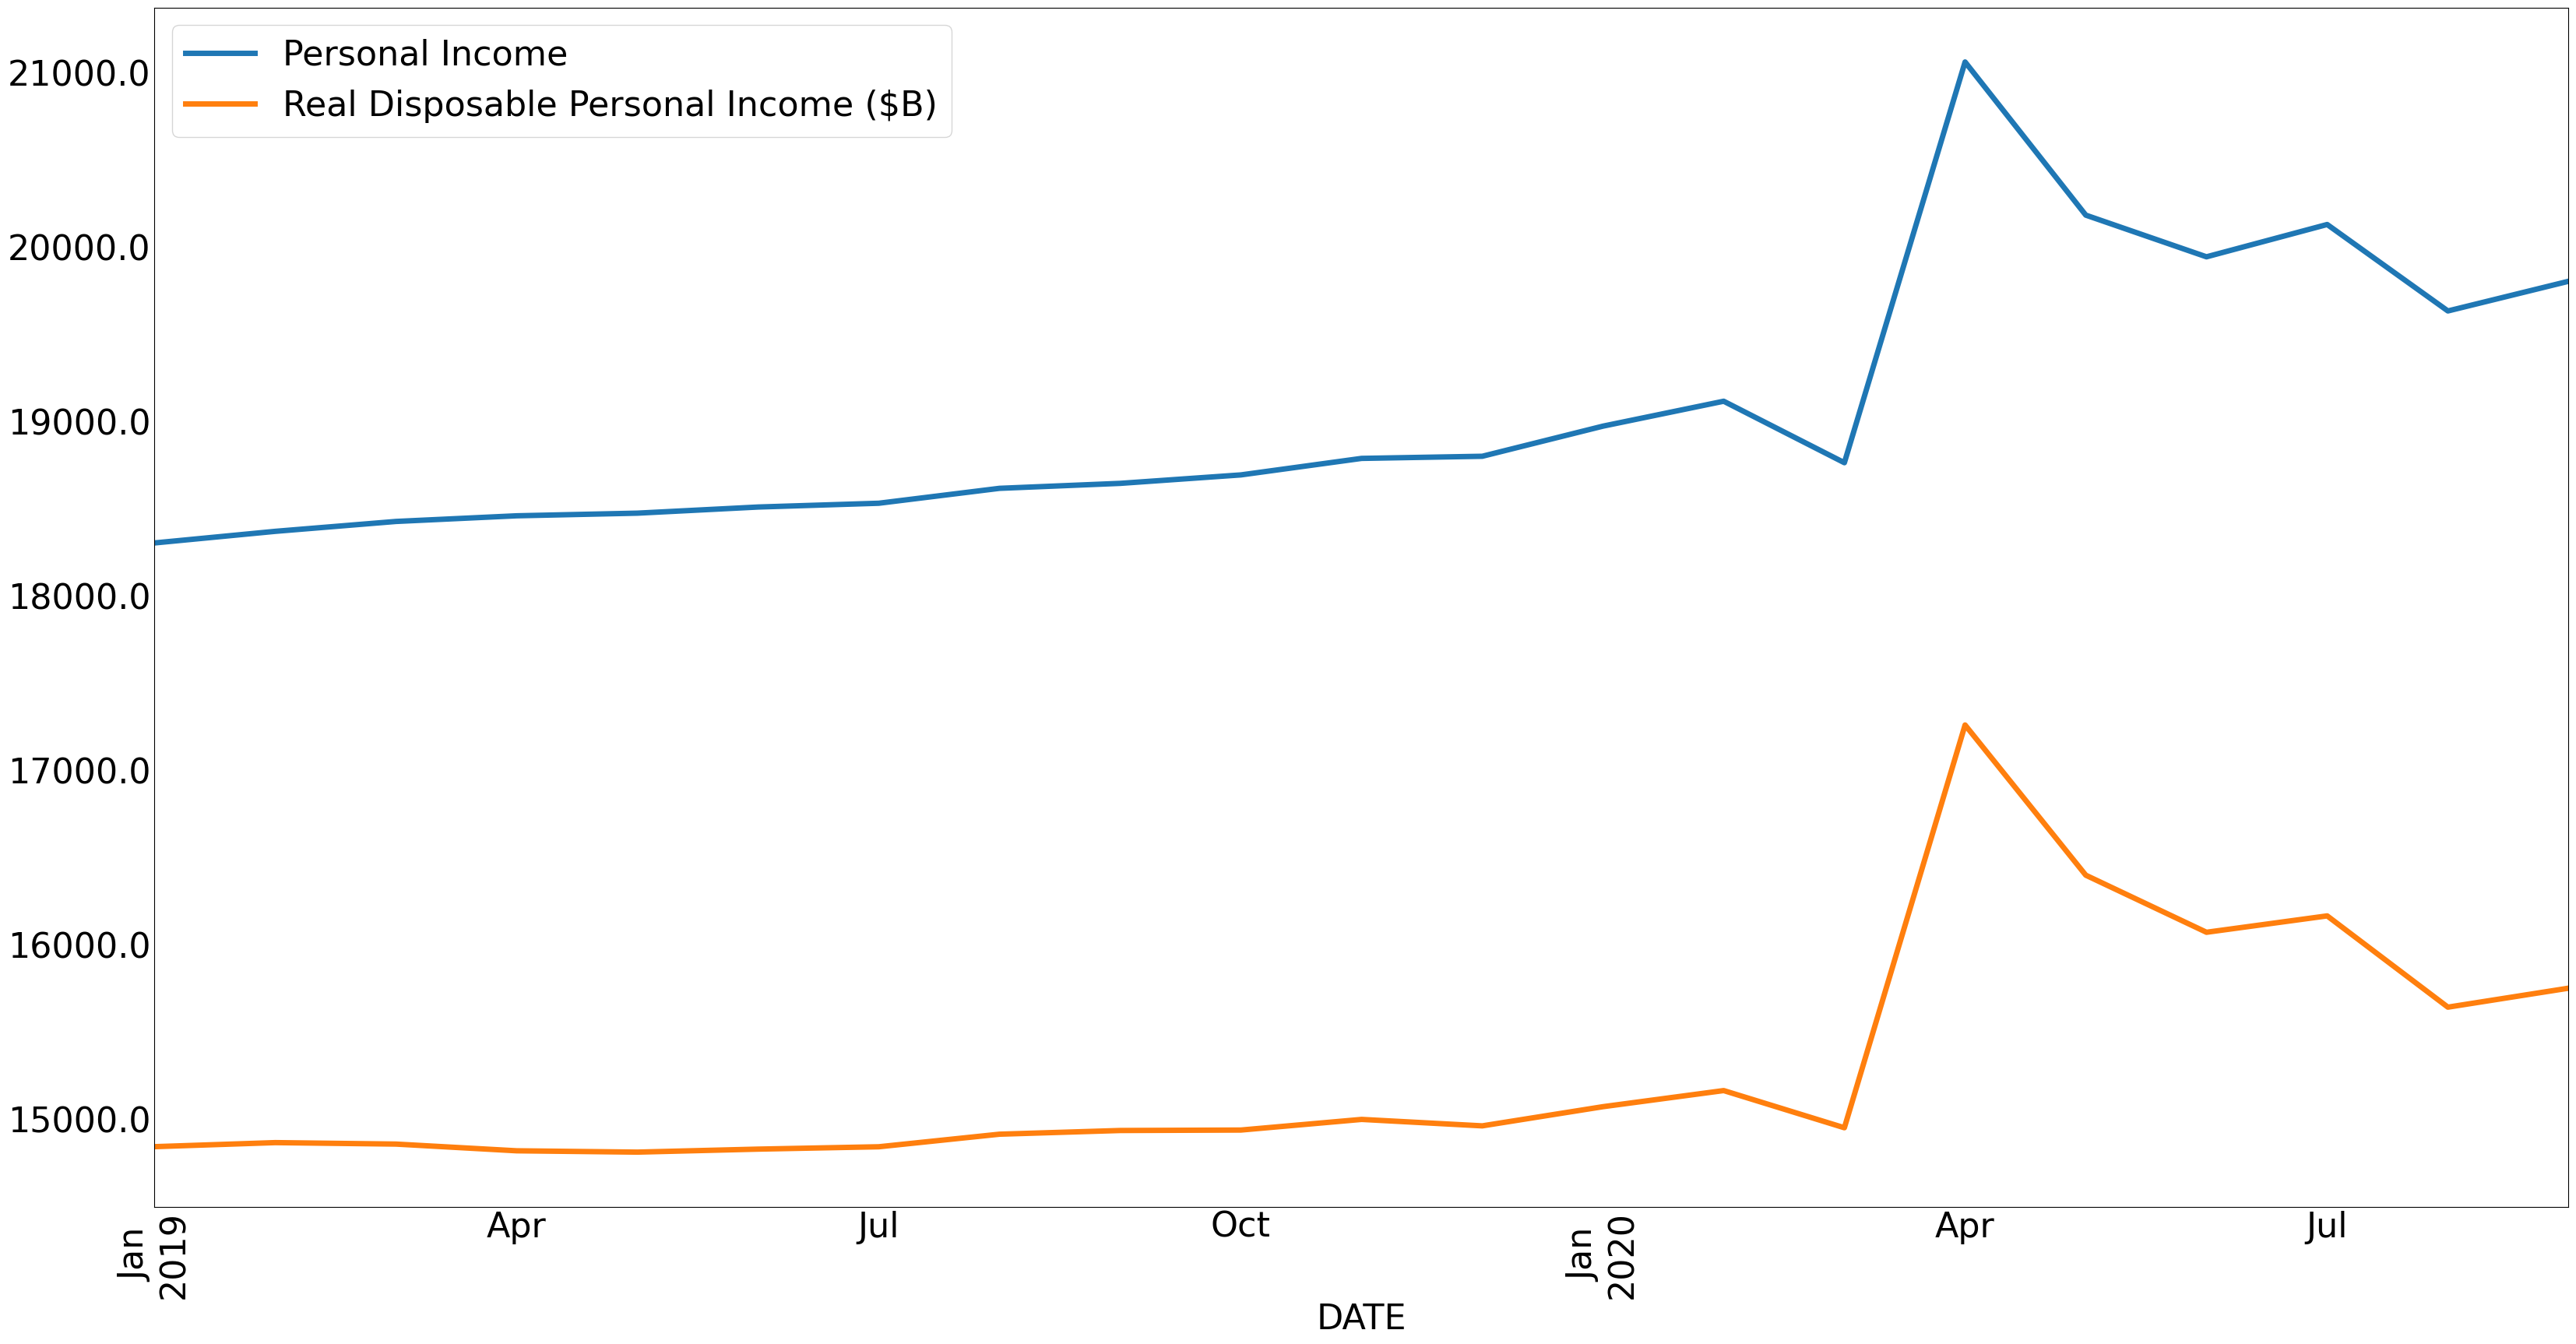 Personal Income
Real Disposable Personal Income ($B)
21000.0
20000.0
19000.0
18000.0
17000.0
16000.0
15000.0
Jan
2019
Apr
Jul
Oct
Jan
2020
Apr
Jul
DATE